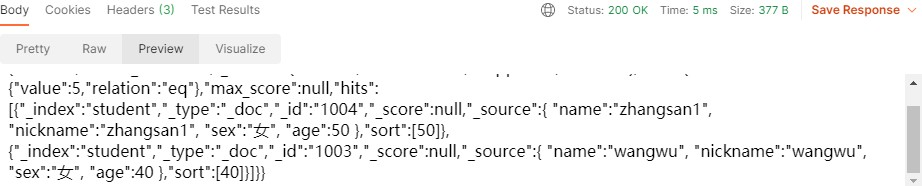 Body Cookies Headers (3) Test Results Status: 200 OK Time: 5 ms Size: 377 B Save Response
Pretty Raw Preview Visualize
{"value":5,"relation":"eq"},"max_score":null,"hits":
[{"_index":"student","_type":"_doc","_id":"1004","_score":null,"_source":{ "name":"zhangsan1",
"nickname":"zhangsan1", "sex":"女", "age":50 },"sort":[50]},
{"_index":"student","_type":"_doc","_id":"1003","_score":null,"_source":{ "name":"wangwu", "nickname":"wangwu",
"sex":"女", "age":40 },"sort":[40]}]}}